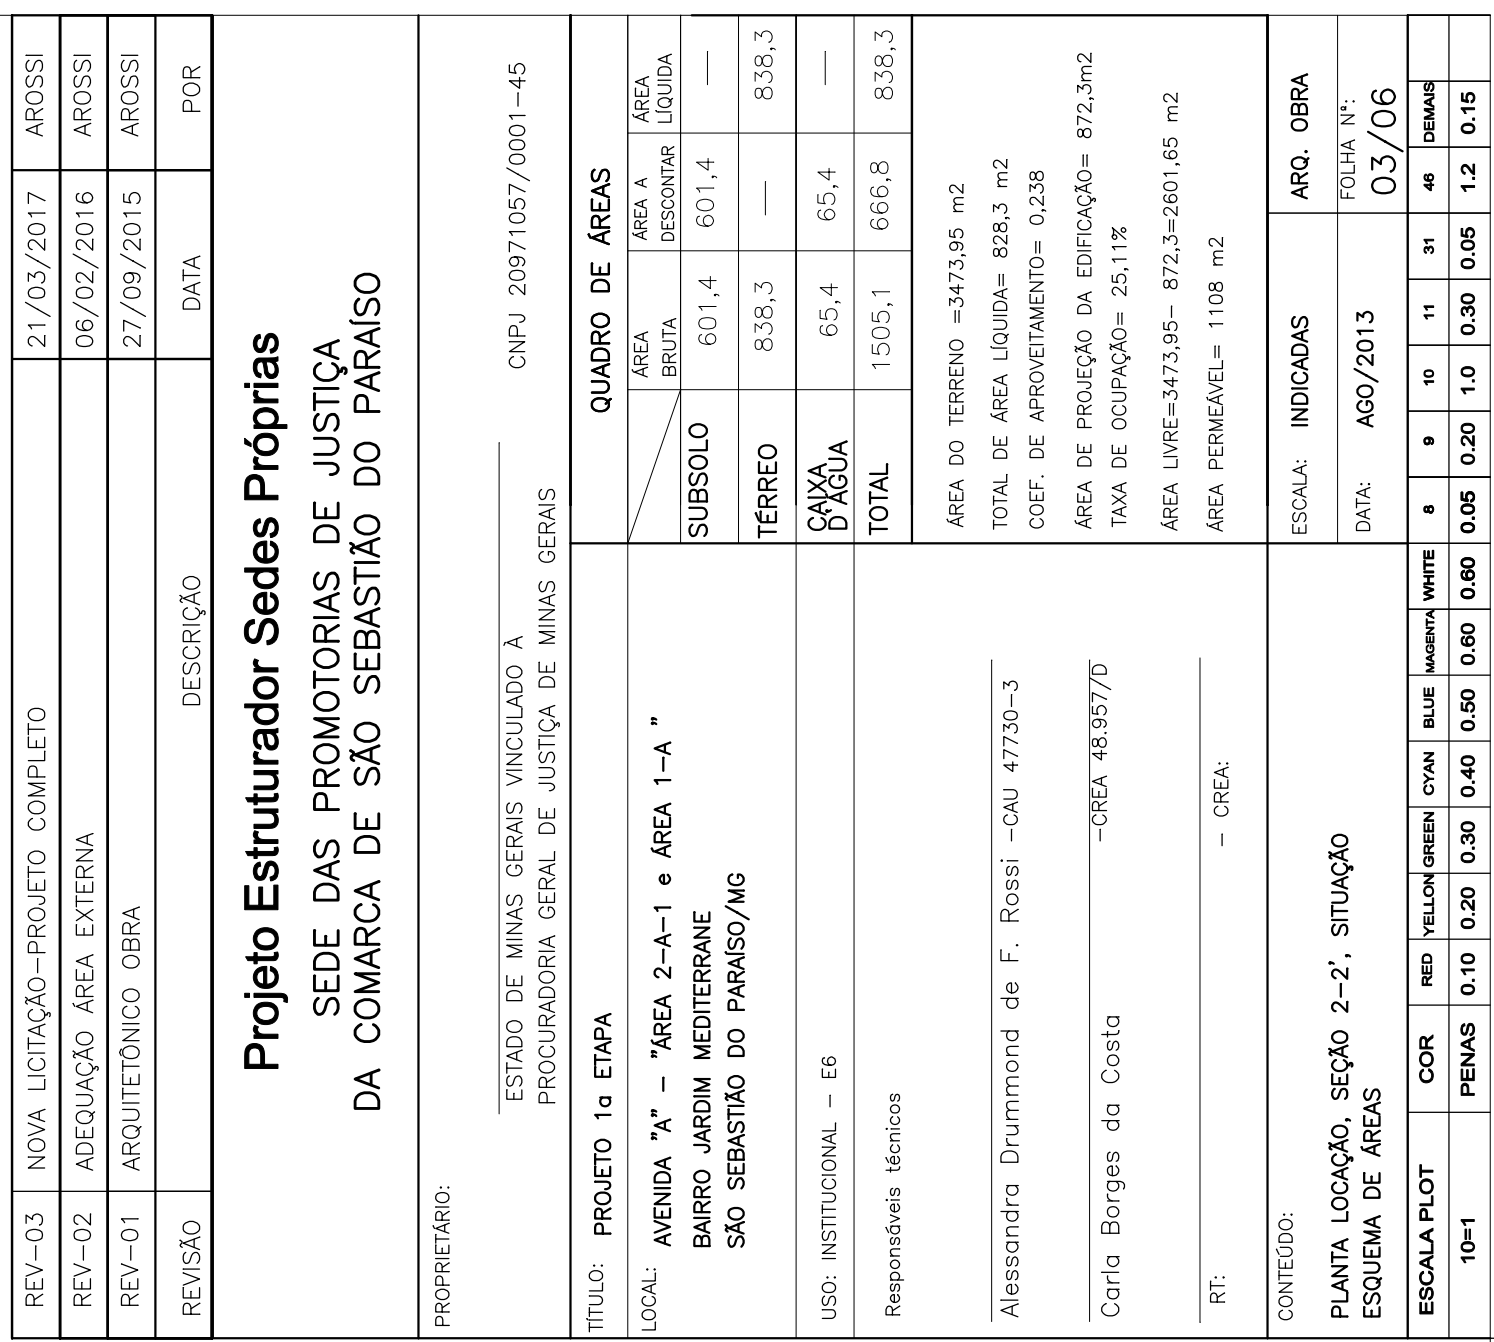 REV-03 NOVA LICITAÇÃO-PROJETO COMPLETO 21/03/2017 AROSSI
REV-02 ADEQUAÇÃO ÁREA EXTERNA 06/02/2016 AROSSI
REV-01 ARQUITETÔNICO OBRA 27/09/2015 AROSSI
REVISÃO DESCRIÇÃO DATA POR
Projeto Estruturador Sedes Próprias
SEDE DAS PROMOTORIAS DE JUSTIÇA
DA COMARCA DE SÃO SEBASTIÃO DO PARAÍSO
PROPRIETÁRIO:
ESTADO DE MINAS GERAIS VINCULADO À CNPJ 20971057/0001-45
PROCURADORIA GERAL DE JUSTIÇA DE MINAS GERAIS
TÍTULO: PROJETO 1a ETAPA
LOCAL: AVENIDA "A" - "ÁREA 2-A-1 e ÁREA 1-A "
BAIRRO JARDIM MEDITERRANE
SÃO SEBASTIÃO DO PARAÍSO/MG
USO: INSTITUCIONAL - E6
Responsáveis técnicos
Alessandra Drummond de F. Rossi -CAU 47730-3
Carla Borges da Costa -CREA 48.957/D
RT: - CREA:
QUADRO DE ÁREAS
ÁREA BRUTA ÁREA A DESCONTAR ÁREA LÍQUIDA
SUBSOLO 601,4 601,4 —
TÉRREO 838,3 — 838,3
CAIXA D'ÁGUA 65,4 65,4 —
TOTAL 1505,1 666,8 838,3
ÁREA DO TERRENO =3473,95 m2
TOTAL DE ÁREA LÍQUIDA= 828,3 m2
COEF. DE APROVEITAMENTO= 0,238
ÁREA DE PROJEÇÃO DA EDIFICAÇÃO= 872,3m2
TAXA DE OCUPAÇÃO= 25,11%
ÁREA LIVRE=3473,95- 872,3=2601,65 m2
ÁREA PERMEÁVEL= 1108 m2
CONTEÚDO:
PLANTA LOCAÇÃO, SEÇÃO 2-2', SITUAÇÃO
ESQUEMA DE ÁREAS
ESCALA: INDICADAS ARQ. OBRA
DATA: AGO/2013 FOLHA Nº:
03/06
ESCALA PLOT COR RED YELLON GREEN CYAN BLUE MAGENTA WHITE 8 9 10 11 31 46 DEMAIS
10=1 PENAS 0.10 0.20 0.30 0.40 0.50 0.60 0.60 0.05 0.20 1.0 0.30 0.05 1.2 0.15